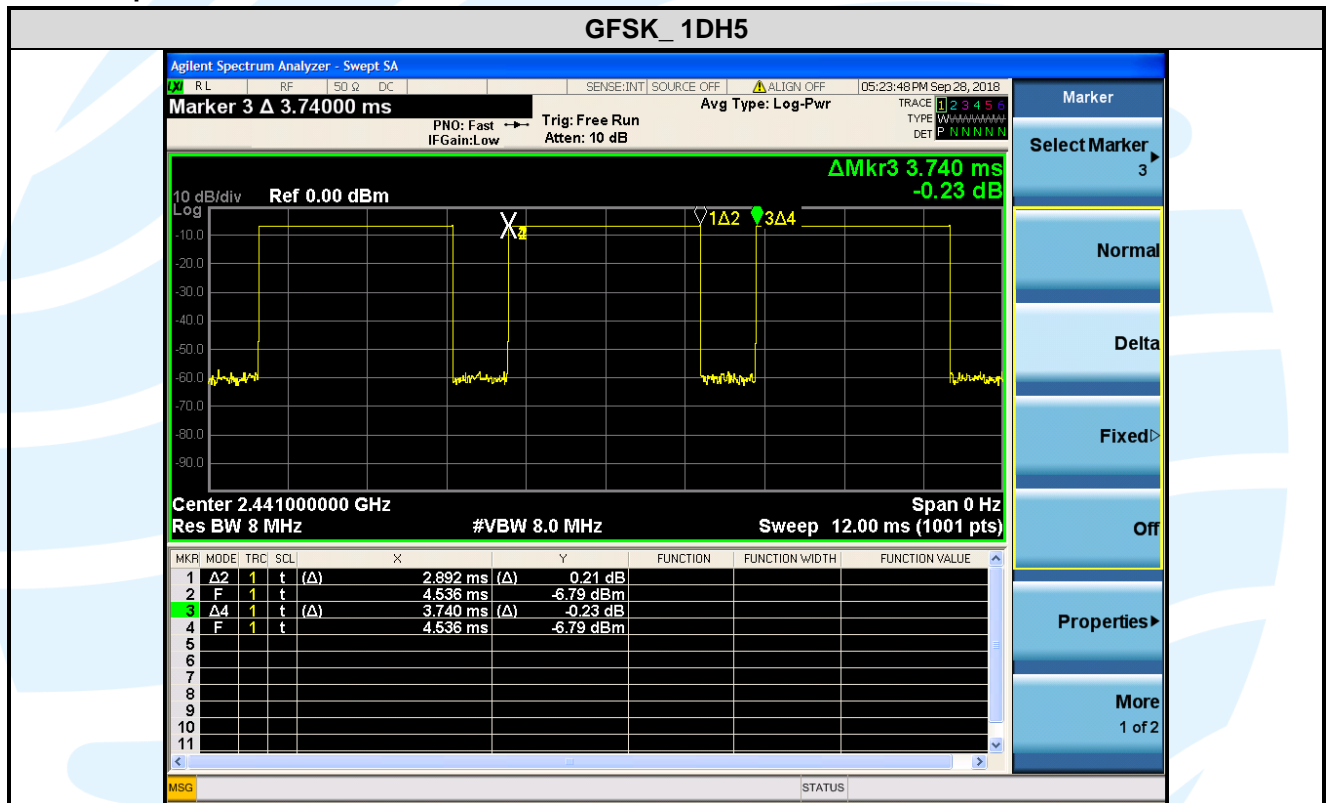 GFSK_ 1DH5
Agilent Spectrum Analyzer - Swept SA
LXI RL RF 50 Ω DC SENSE:INT SOURCE OFF ALIGN OFF 05:23:48 PM Sep 28, 2018
Marker 3 Δ 3.74000 ms
PNO: Fast
IFGain:Low
Trig: Free Run
Atten: 10 dB
Avg Type: Log-Pwr
TRACE 1 2 3 4 5 6
TYPE W
DET P N N N N N
ΔMkr3 3.740 ms
-0.23 dB
10 dB/div Ref 0.00 dBm
Log
1Δ2 3Δ4
-10.0
-20.0
-30.0
-40.0
-50.0
-60.0
-70.0
-80.0
-90.0
Center 2.441000000 GHz Span 0 Hz
Res BW 8 MHz #VBW 8.0 MHz Sweep 12.00 ms (1001 pts)
MKR MODE TRC SCL X Y FUNCTION FUNCTION WIDTH FUNCTION VALUE
1 Δ2 1 t (Δ) 2.892 ms (Δ) 0.21 dB
2 F 1 t 4.536 ms -6.79 dBm
3 Δ4 1 t (Δ) 3.740 ms (Δ) -0.23 dB
4 F 1 t 4.536 ms -6.79 dBm
5
6
7
8
9
10
11
MSG STATUS
Marker
Select Marker
3
Normal
Delta
Fixed
Off
Properties
More
1 of 2